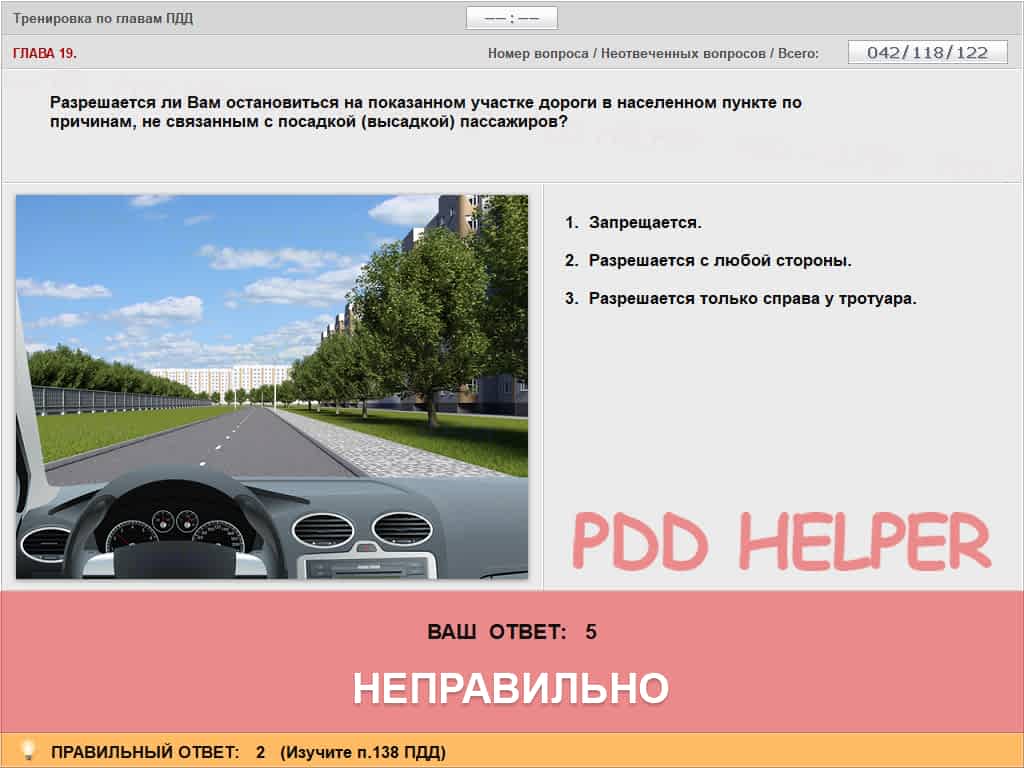 Тренировка по главам ПДД
–– : ––
ГЛАВА 19.
Номер вопроса / Неотвеченных вопросов / Всего:
042/118/122
Разрешается ли Вам остановиться на показанном участке дороги в населенном пункте по
причинам, не связанным с посадкой (высадкой) пассажиров?
1. Запрещается.
2. Разрешается с любой стороны.
3. Разрешается только справа у тротуара.
PDD HELPER
ВАШ ОТВЕТ: 5
НЕПРАВИЛЬНО
ПРАВИЛЬНЫЙ ОТВЕТ: 2 (Изучите п.138 ПДД)